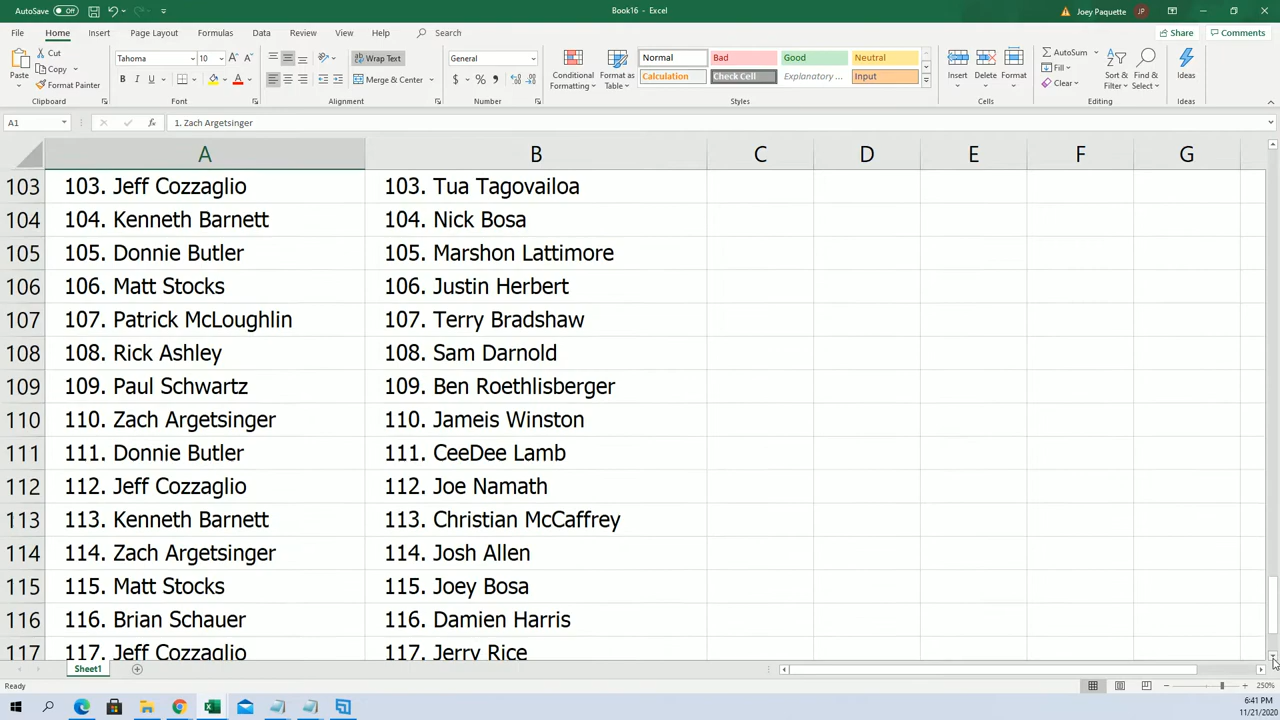 AutoSave Off Book16 - Excel Joey Paquette JP
File Home Insert Page Layout Formulas Data Review View Help Search Share Comments
Paste Cut Copy Format Painter Clipboard
Tahoma 10 B I U Font
Wrap Text Merge & Center Alignment
General $ % Number
Conditional Formatting Format as Table
Normal Bad Good Neutral
Calculation Check Cell Explanatory ... Input
Styles
Insert Delete Format Cells
AutoSum Fill Clear Sort & Filter Find & Select Editing
Ideas Ideas
A1 fx 1. Zach Argetsinger
A B C D E F G
103 103. Jeff Cozzaglio 103. Tua Tagovailoa
104 104. Kenneth Barnett 104. Nick Bosa
105 105. Donnie Butler 105. Marshon Lattimore
106 106. Matt Stocks 106. Justin Herbert
107 107. Patrick McLoughlin 107. Terry Bradshaw
108 108. Rick Ashley 108. Sam Darnold
109 109. Paul Schwartz 109. Ben Roethlisberger
110 110. Zach Argetsinger 110. Jameis Winston
111 111. Donnie Butler 111. CeeDee Lamb
112 112. Jeff Cozzaglio 112. Joe Namath
113 113. Kenneth Barnett 113. Christian McCaffrey
114 114. Zach Argetsinger 114. Josh Allen
115 115. Matt Stocks 115. Joey Bosa
116 116. Brian Schauer 116. Damien Harris
117 117. Jeff Cozzaglio 117. Jerry Rice
Sheet1
Ready 250%
6:41 PM
11/21/2020